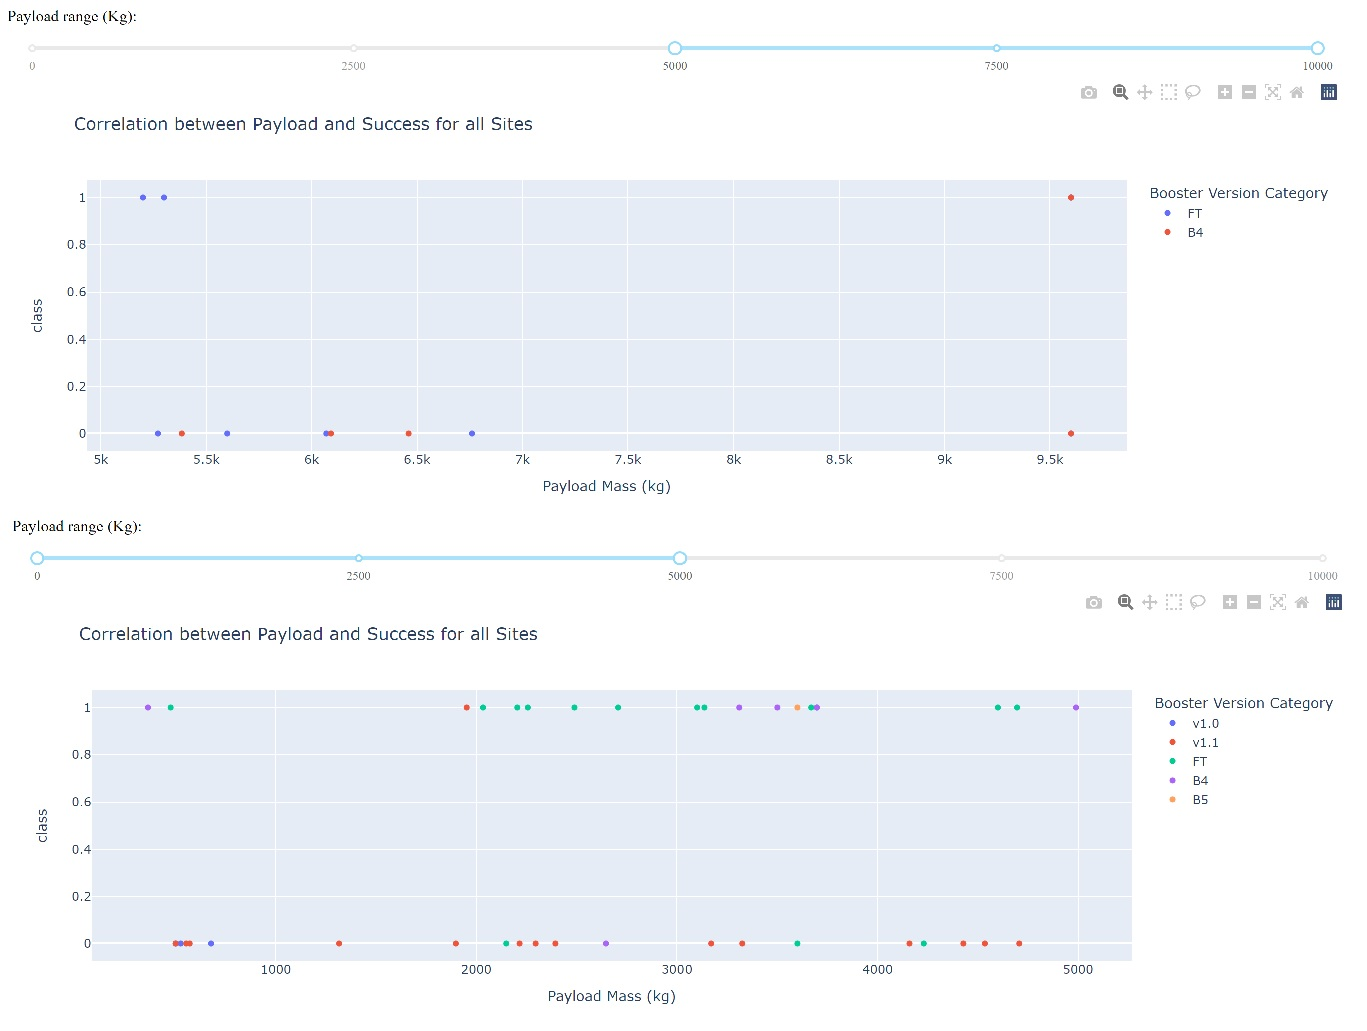 Payload range (Kg):
0 2500 5000 7500 10000
Correlation between Payload and Success for all Sites
Booster Version Category
FT
B4
1
0.8
0.6
0.4
0.2
0
class
5k 5.5k 6k 6.5k 7k 7.5k 8k 8.5k 9k 9.5k
Payload Mass (kg)
Payload range (Kg):
0 2500 5000 7500 10000
Correlation between Payload and Success for all Sites
Booster Version Category
v1.0
v1.1
FT
B4
B5
1
0.8
0.6
0.4
0.2
0
class
1000 2000 3000 4000 5000
Payload Mass (kg)